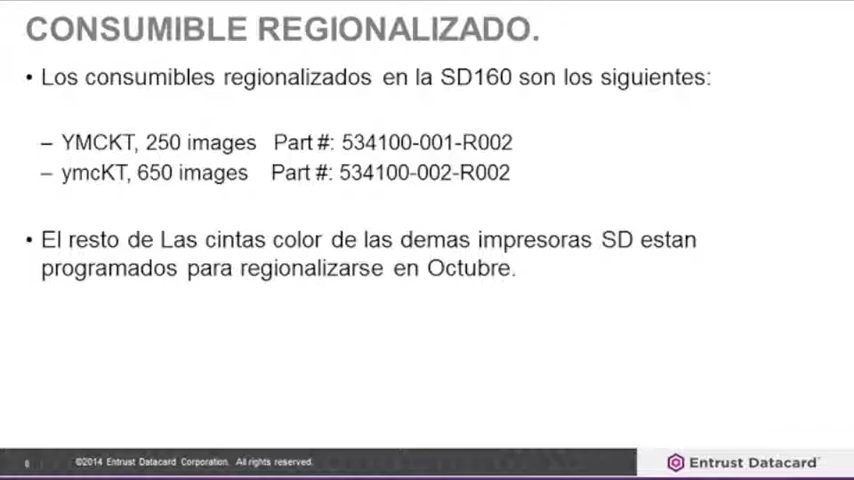 CONSUMIBLE REGIONALIZADO.
• Los consumibles regionalizados en la SD160 son los siguientes:
– YMCKT, 250 images Part #: 534100-001-R002
– ymcKT, 650 images Part #: 534100-002-R002
• El resto de Las cintas color de las demas impresoras SD estan
programados para regionalizarse en Octubre.
6 ©2014 Entrust Datacard Corporation. All rights reserved. Entrust Datacard